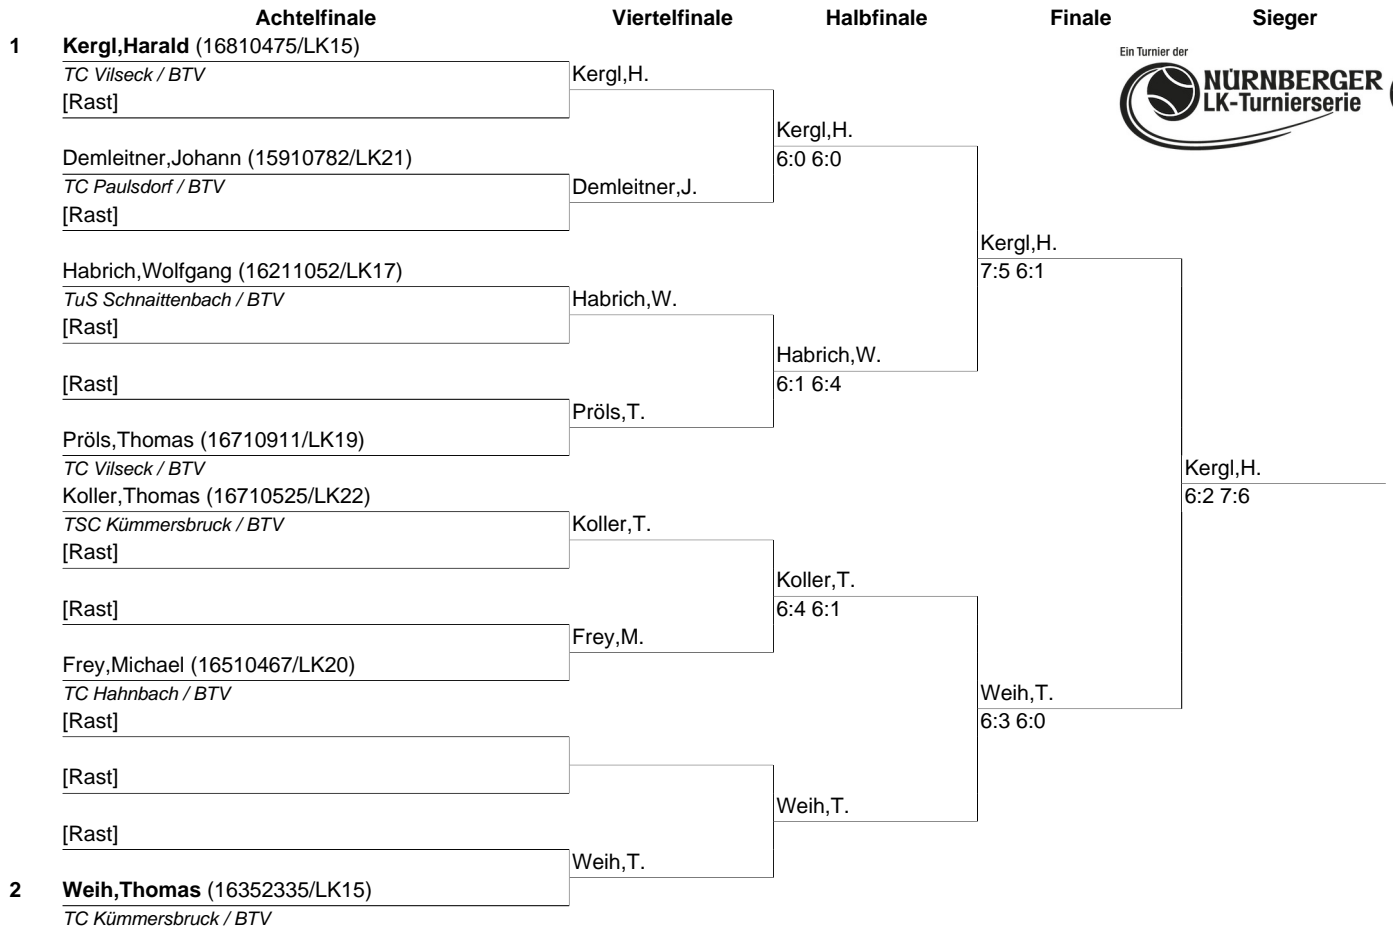 Achtelfinale Viertelfinale Halbfinale Finale Sieger
1 Kergl,Harald (16810475/LK15)
Ein Turnier der
NÜRNBERGER
LK-Turnierserie
TC Vilseck / BTV Kergl,H.
[Rast]
Kergl,H.
Demleitner,Johann (15910782/LK21) 6:0 6:0
TC Paulsdorf / BTV Demleitner,J.
[Rast]
Kergl,H.
Habrich,Wolfgang (16211052/LK17) 7:5 6:1
TuS Schnaittenbach / BTV Habrich,W.
[Rast]
Habrich,W.
[Rast] 6:1 6:4
Pröls,T.
Pröls,Thomas (16710911/LK19)
TC Vilseck / BTV Kergl,H.
Koller,Thomas (16710525/LK22) 6:2 7:6
TSC Kümmersbruck / BTV Koller,T.
[Rast]
Koller,T.
[Rast] 6:4 6:1
Frey,M.
Frey,Michael (16510467/LK20)
TC Hahnbach / BTV Weih,T.
[Rast] 6:3 6:0
[Rast]
Weih,T.
[Rast]
Weih,T.
2 Weih,Thomas (16352335/LK15)
TC Kümmersbruck / BTV